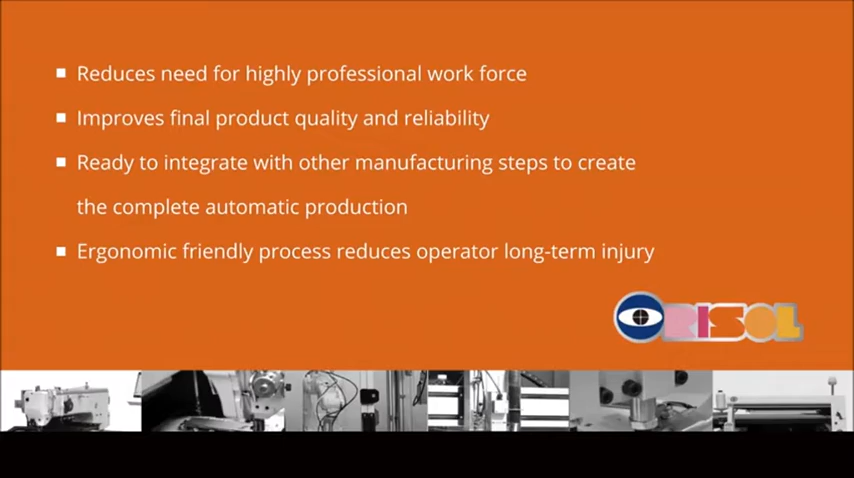 Reduces need for highly professional work force
Improves final product quality and reliability
Ready to integrate with other manufacturing steps to create
the complete automatic production
Ergonomic friendly process reduces operator long-term injury
ORISOL